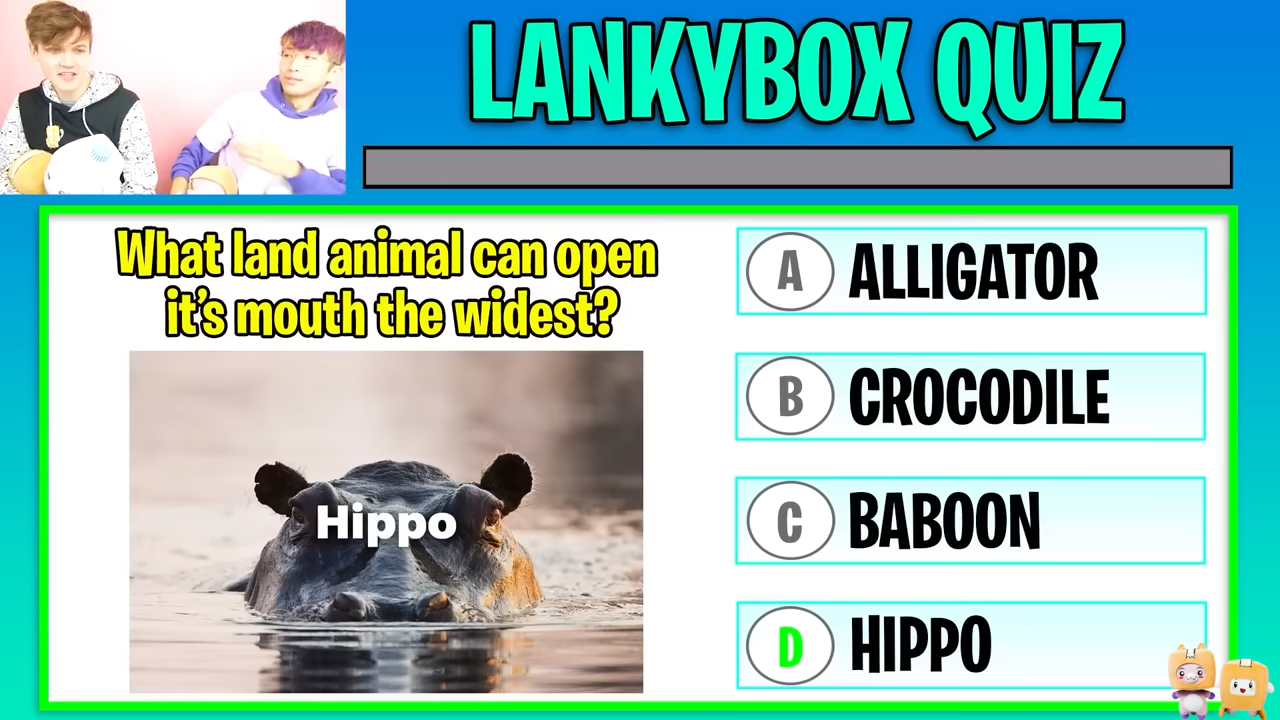 LANKYBOX QUIZ
What land animal can open
it's mouth the widest?
Hippo
A ALLIGATOR
B CROCODILE
C BABOON
D HIPPO